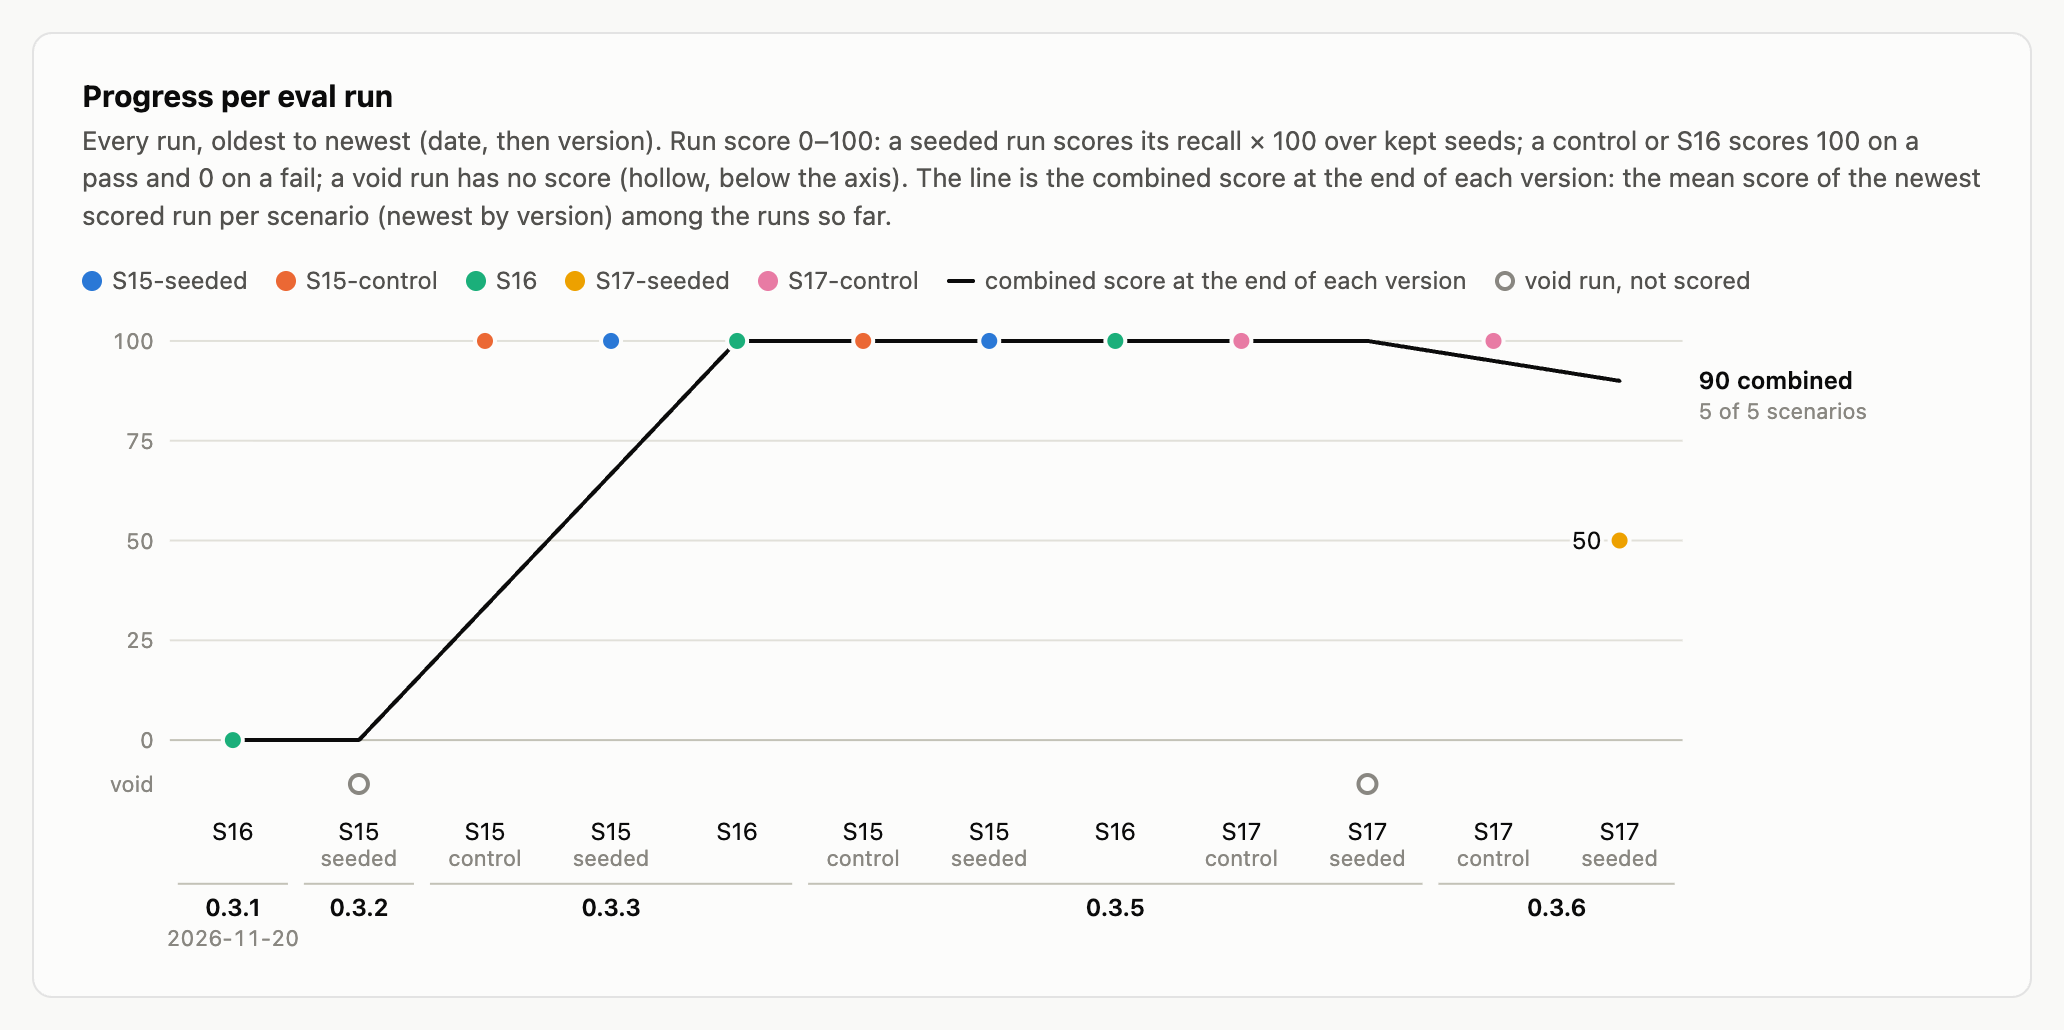 Progress per eval run
Every run, oldest to newest (date, then version). Run score 0–100: a seeded run scores its recall × 100 over kept seeds; a control or S16 scores 100 on a
pass and 0 on a fail; a void run has no score (hollow, below the axis). The line is the combined score at the end of each version: the mean score of the newest
scored run per scenario (newest by version) among the runs so far.
S15-seeded S15-control S16 S17-seeded S17-control combined score at the end of each version void run, not scored
100
90 combined
5 of 5 scenarios
75
50
50
25
0
void
S16 S15 S15 S15 S16 S15 S15 S16 S17 S17 S17 S17
seeded control seeded control seeded control seeded control seeded
0.3.1 0.3.2 0.3.3 0.3.5 0.3.6
2026-11-20